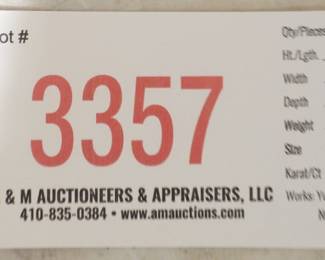 ot #
3357
& M AUCTIONEERS & APPRAISERS, LLC
410-835-0384 • www.amauctions.com
Qty/Pieces
Ht./Lgth.
Width
Depth
Weight
Size
Karat/Ct
Works: Y
N